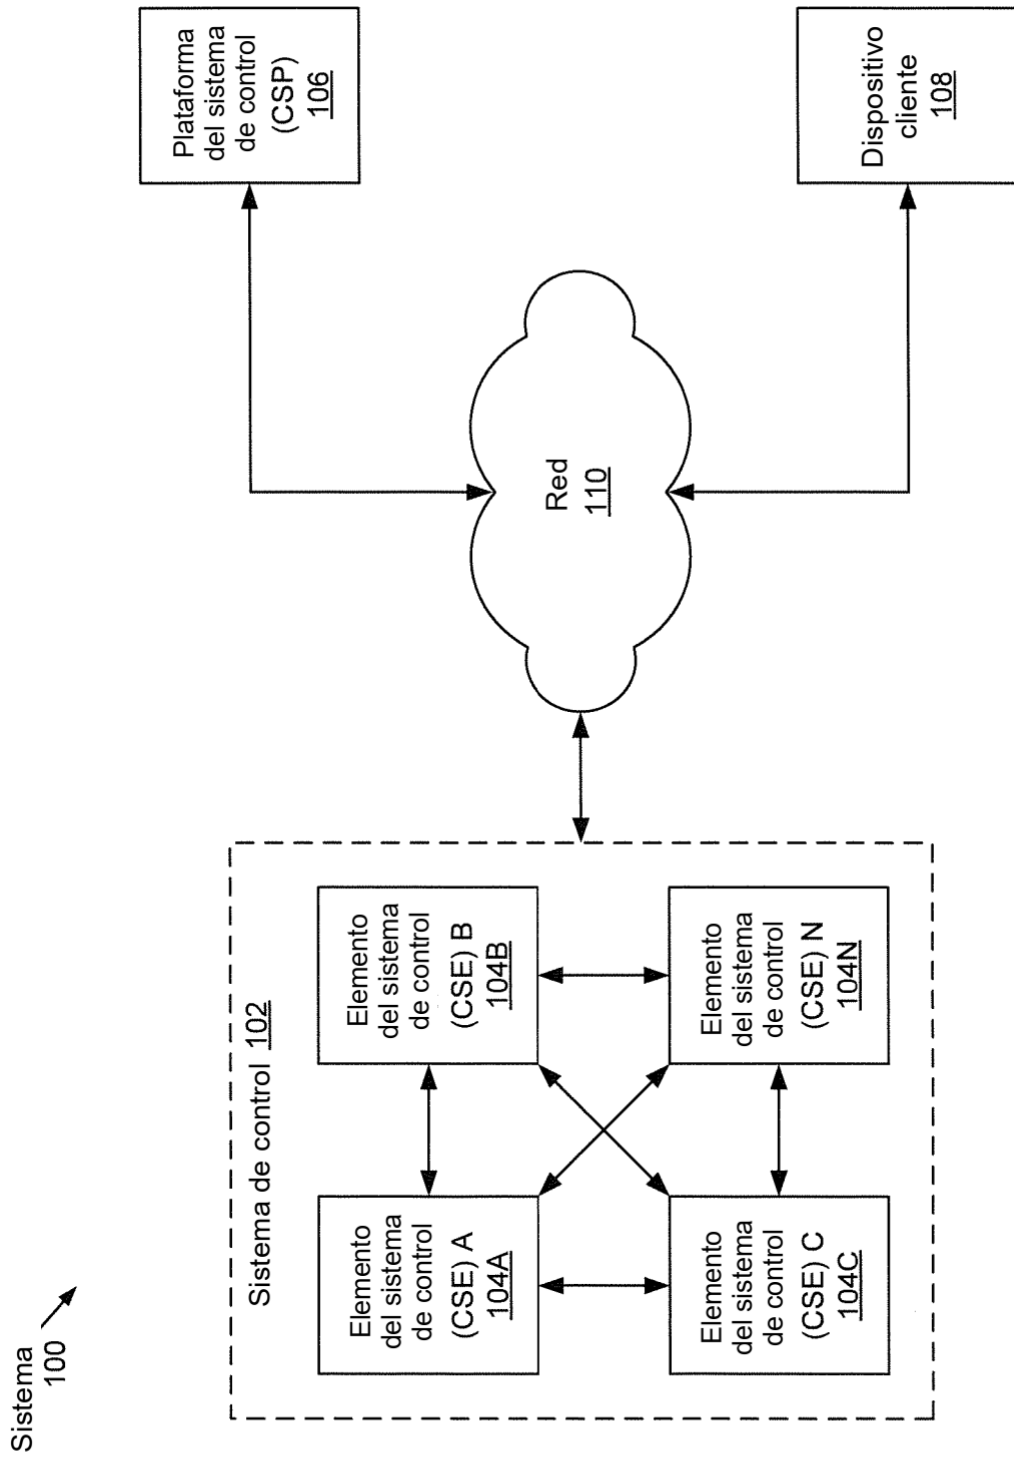 Sistema
100
Sistema de control 102
Elemento
del sistema
de control
(CSE) A
104A
Elemento
del sistema
de control
(CSE) B
104B
Elemento
del sistema
de control
(CSE) C
104C
Elemento
del sistema
de control
(CSE) N
104N
Red
110
Plataforma
del sistema
de control
(CSP)
106
Dispositivo
cliente
108